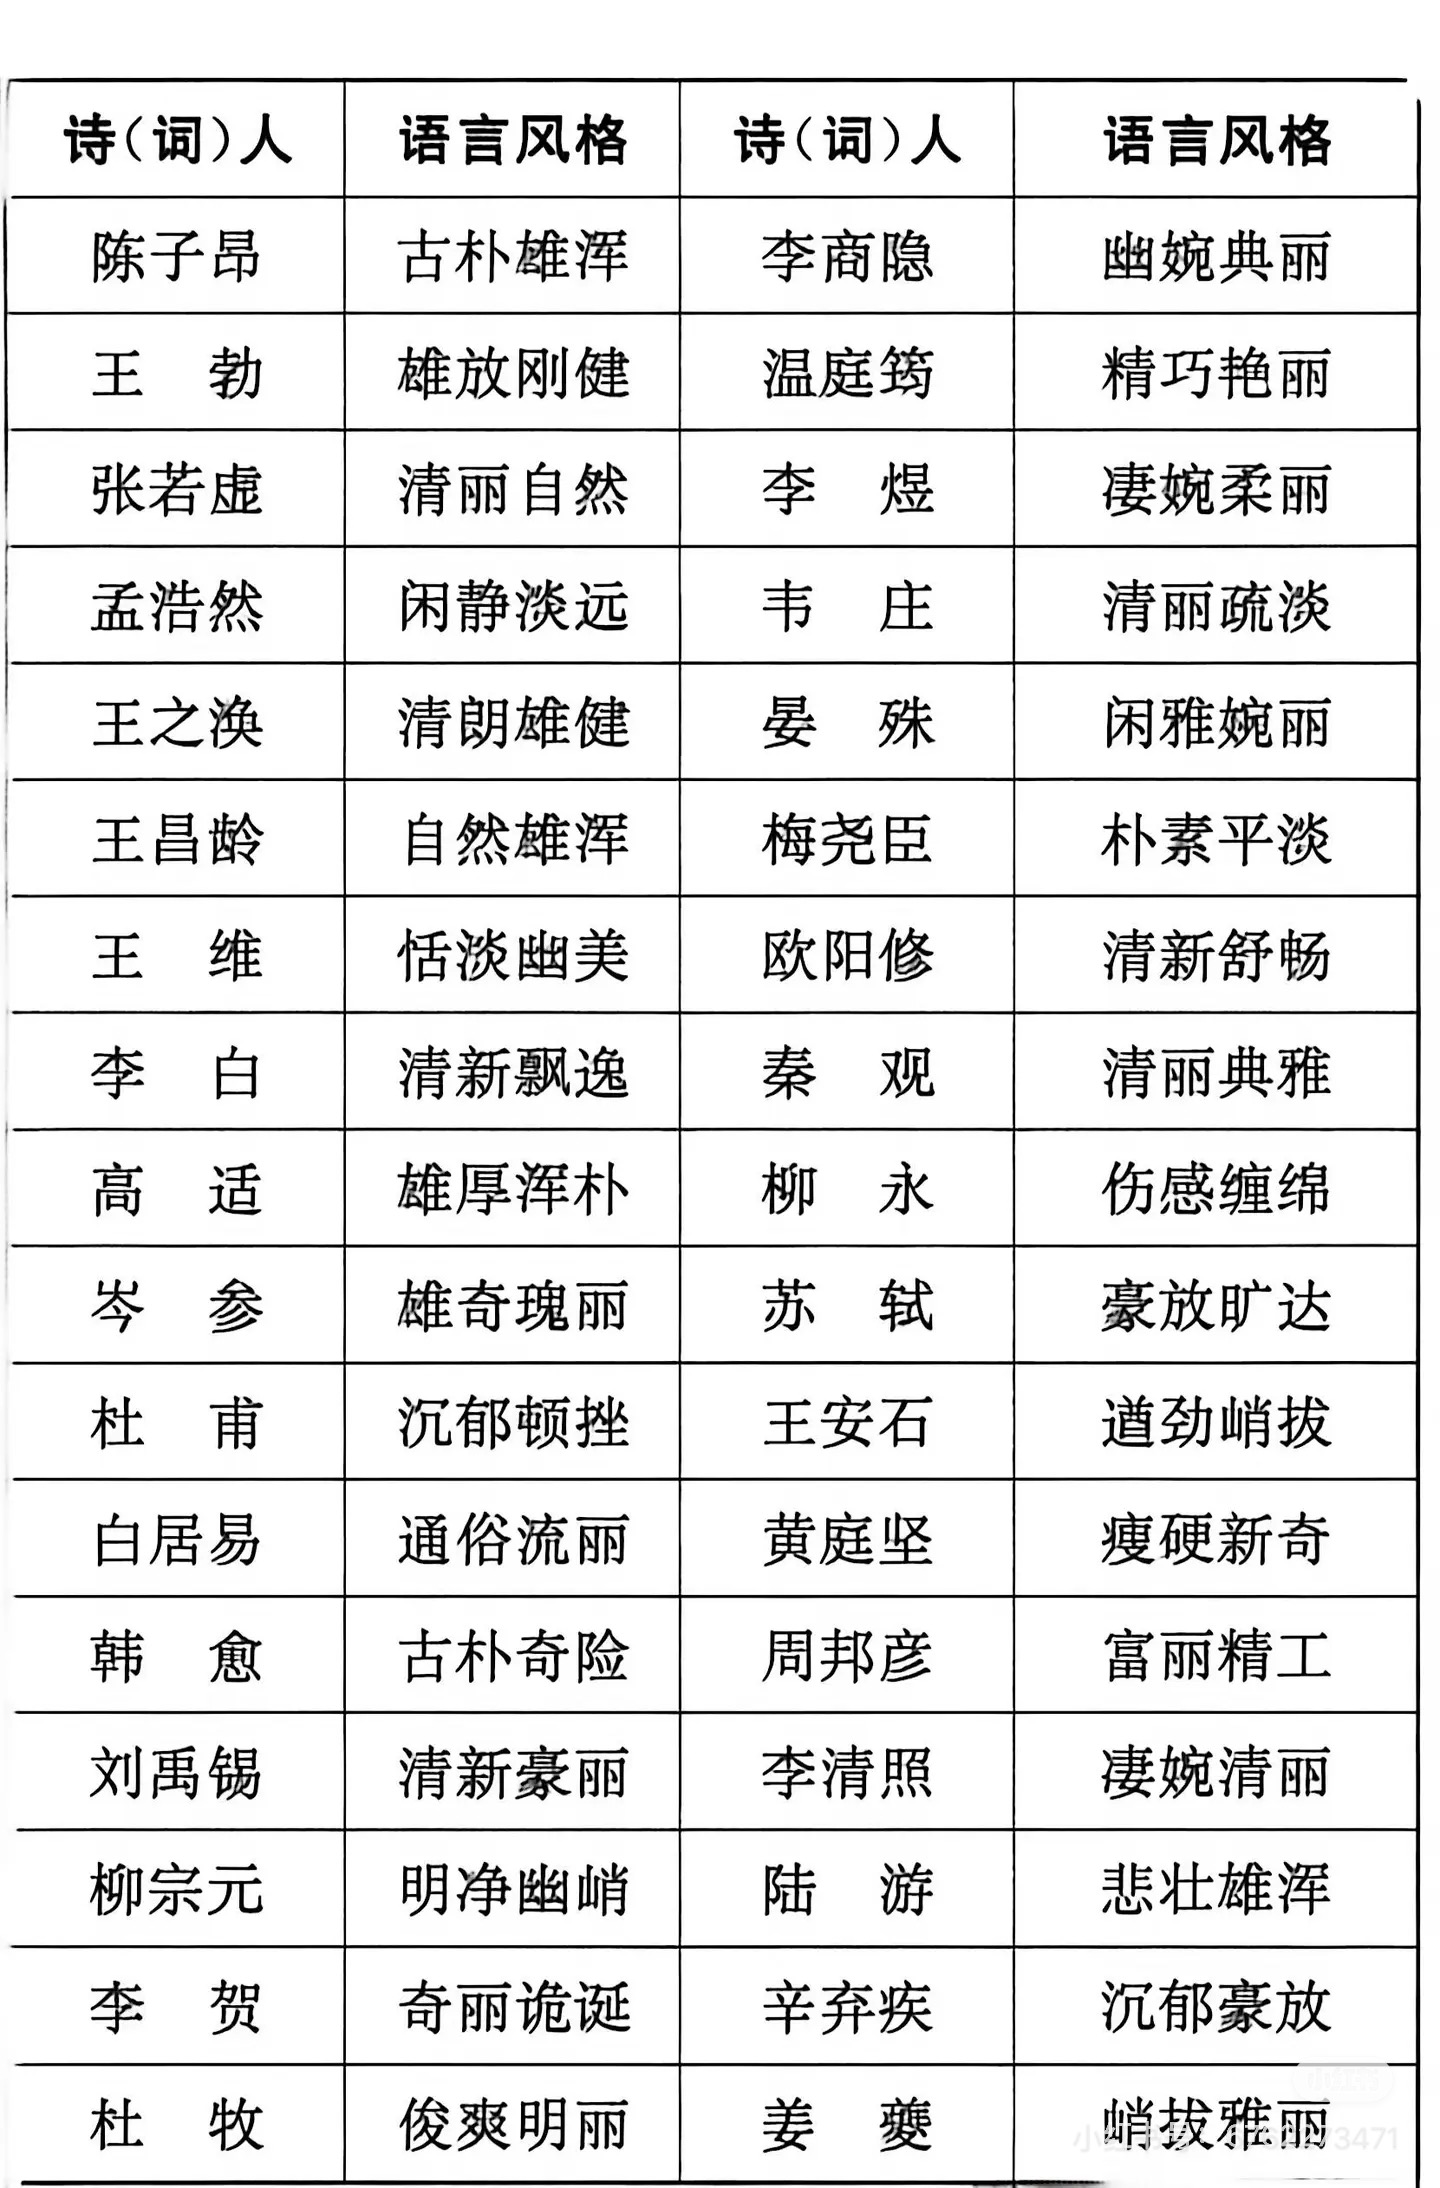 诗(词)人 语言风格 诗(词)人 语言风格
陈子昂 古朴雄浑 李商隐 幽婉典丽
王勃 雄放刚健 温庭筠 精巧艳丽
张若虚 清丽自然 李煜 凄婉柔丽
孟浩然 闲静淡远 韦庄 清丽疏淡
王之涣 清朗雄健 晏殊 闲雅婉丽
王昌龄 自然雄浑 梅尧臣 朴素平淡
王维 恬淡幽美 欧阳修 清新舒畅
李白 清新飘逸 秦观 清丽典雅
高适 雄厚浑朴 柳永 伤感缠绵
岑参 雄奇瑰丽 苏轼 豪放旷达
杜甫 沉郁顿挫 王安石 遒劲峭拔
白居易 通俗流丽 黄庭坚 瘦硬新奇
韩愈 古朴奇险 周邦彦 富丽精工
刘禹锡 清新豪丽 李清照 凄婉清丽
柳宗元 明净幽峭 陆游 悲壮雄浑
李贺 奇丽诡诞 辛弃疾 沉郁豪放
杜牧 俊爽明丽 姜夔 峭拔雅丽
小红书
小红书号：6762273471